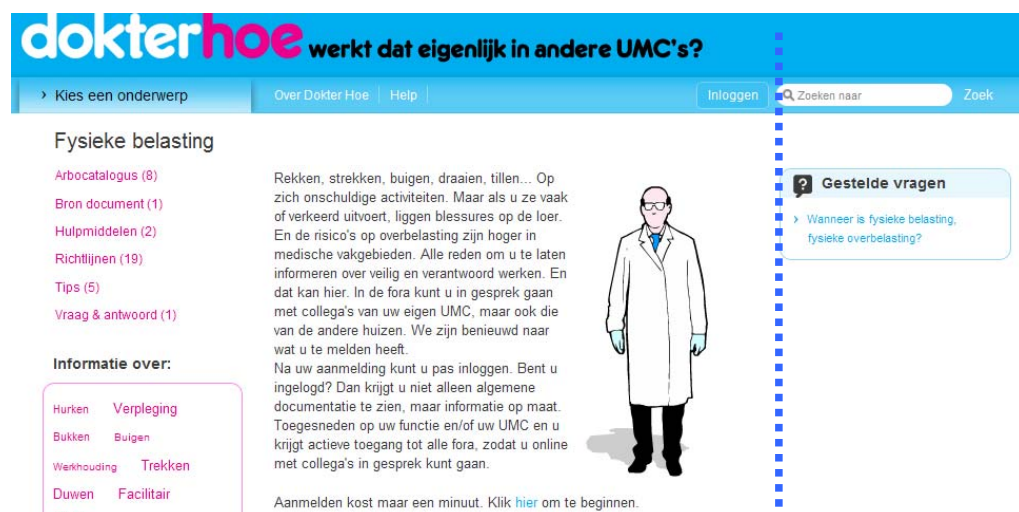 dokterhoe werkt dat eigenlijk in andere UMC's?
› Kies een onderwerp
Over Dokter Hoe
Help
Inloggen
Zoeken naar
Zoek
Fysieke belasting
Arbocatalogus (8)
Bron document (1)
Hulpmiddelen (2)
Richtlijnen (19)
Tips (5)
Vraag & antwoord (1)
Informatie over:
Hurken Verpleging
Bukken Buigen
Werkhouding Trekken
Duwen Facilitair
Rekken, strekken, buigen, draaien, tillen... Op
zich onschuldige activiteiten. Maar als u ze vaak
of verkeerd uitvoert, liggen blessures op de loer.
En de risico's op overbelasting zijn hoger in
medische vakgebieden. Alle reden om u te laten
informeren over veilig en verantwoord werken. En
dat kan hier. In de fora kunt u in gesprek gaan
met collega's van uw eigen UMC, maar ook die
van de andere huizen. We zijn benieuwd naar
wat u te melden heeft.
Na uw aanmelding kunt u pas inloggen. Bent u
ingelogd? Dan krijgt u niet alleen algemene
documentatie te zien, maar informatie op maat.
Toegesneden op uw functie en/of uw UMC en u
krijgt actieve toegang tot alle fora, zodat u online
met collega's in gesprek kunt gaan.
Aanmelden kost maar een minuut. Klik hier om te beginnen.
? Gestelde vragen
› Wanneer is fysieke belasting,
fysieke overbelasting?